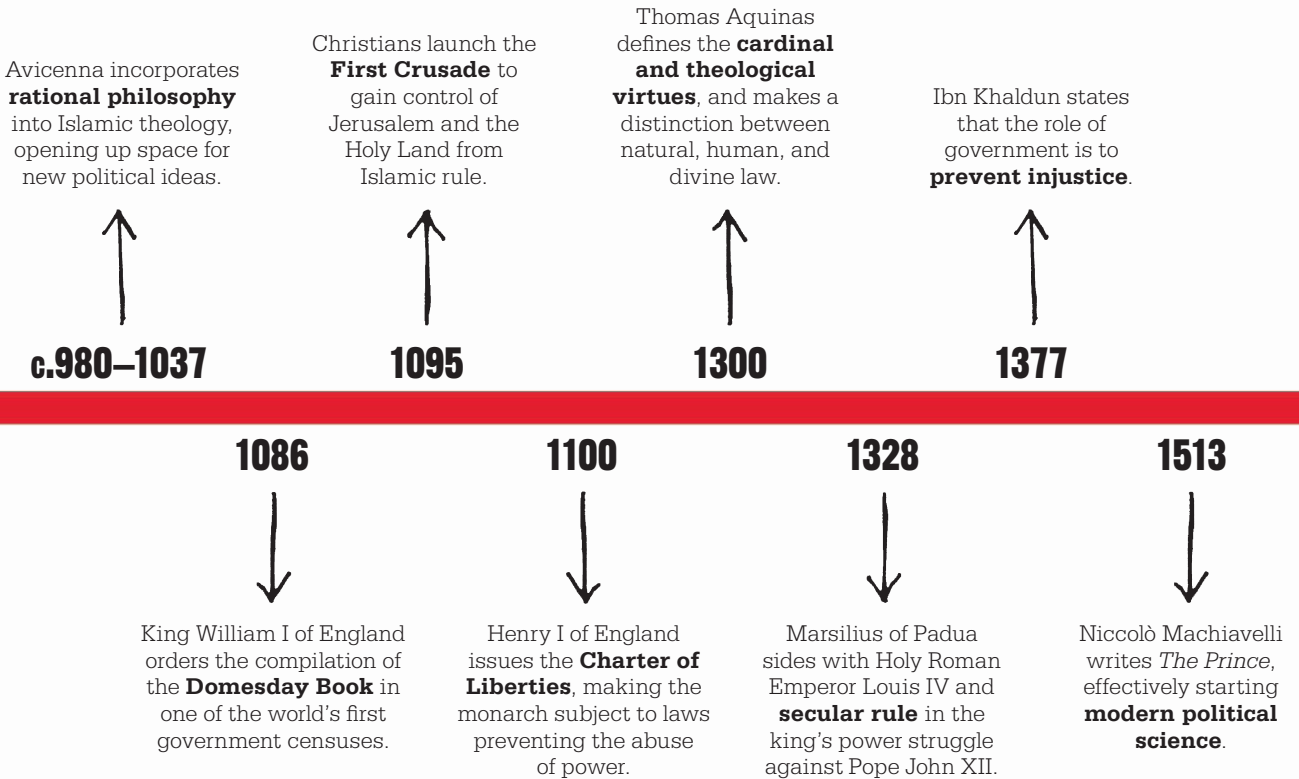 Avicenna incorporates
rational philosophy
into Islamic theology,
opening up space for
new political ideas.
c.980–1037
Christians launch the
First Crusade to
gain control of
Jerusalem and the
Holy Land from
Islamic rule.
1095
Thomas Aquinas
defines the cardinal
and theological
virtues, and makes a
distinction between
natural, human, and
divine law.
1300
Ibn Khaldun states
that the role of
government is to
prevent injustice.
1377
1086
King William I of England
orders the compilation of
the Domesday Book in
one of the world’s first
government censuses.
1100
Henry I of England
issues the Charter of
Liberties, making the
monarch subject to laws
preventing the abuse
of power.
1328
Marsilius of Padua
sides with Holy Roman
Emperor Louis IV and
secular rule in the
king’s power struggle
against Pope John XII.
1513
Niccolò Machiavelli
writes The Prince,
effectively starting
modern political
science.